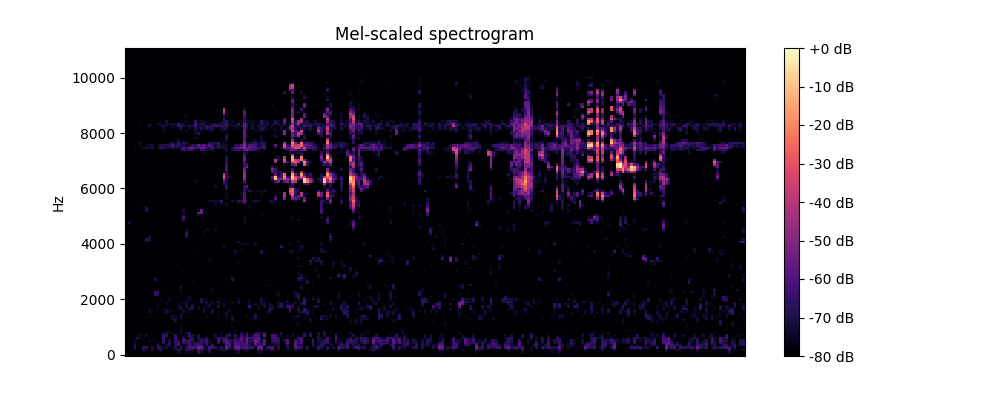 Mel-scaled spectrogram
Hz
10000
8000
6000
4000
2000
0
+0 dB
-10 dB
-20 dB
-30 dB
-40 dB
-50 dB
-60 dB
-70 dB
-80 dB